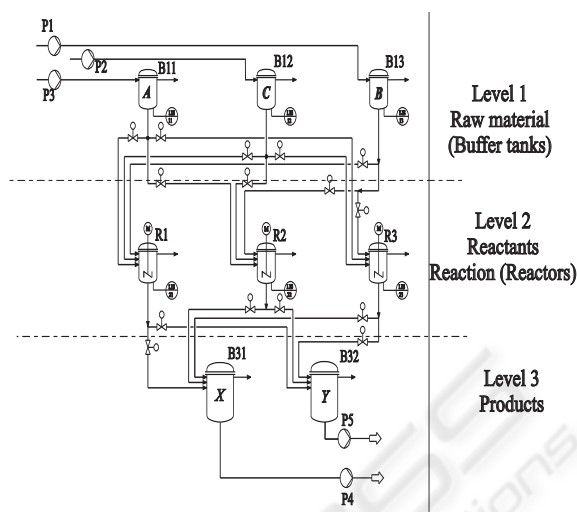 P1
P2
P3
B11
B12
B13
A
C
B
Level 1
Raw material
(Buffer tanks)
M
M
M
R1
R2
R3
Level 2
Reactants
Reaction (Reactors)
B31
B32
X
Y
P5
P4
Level 3
Products